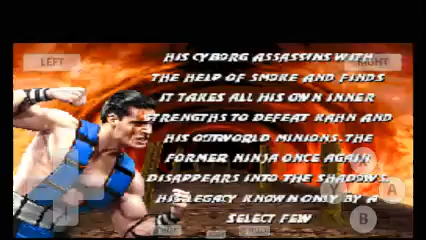 HIS CYBORG ASSASSINS WITH
LEFT
RIGHT
THE HELP OF SMOKE AND FINDS
IT TAKES ALL HIS OWN INNER
STRENGTHS TO DEFEAT KAHN AND
HIS OUTWORLD MINIONS.THE
FORMER NINJA ONCE AGAIN
DISAPPEARS INTO THE SHADOWS,
A
HIS LEGACY KNOWN ONLY BY A
B
SELECT FEW